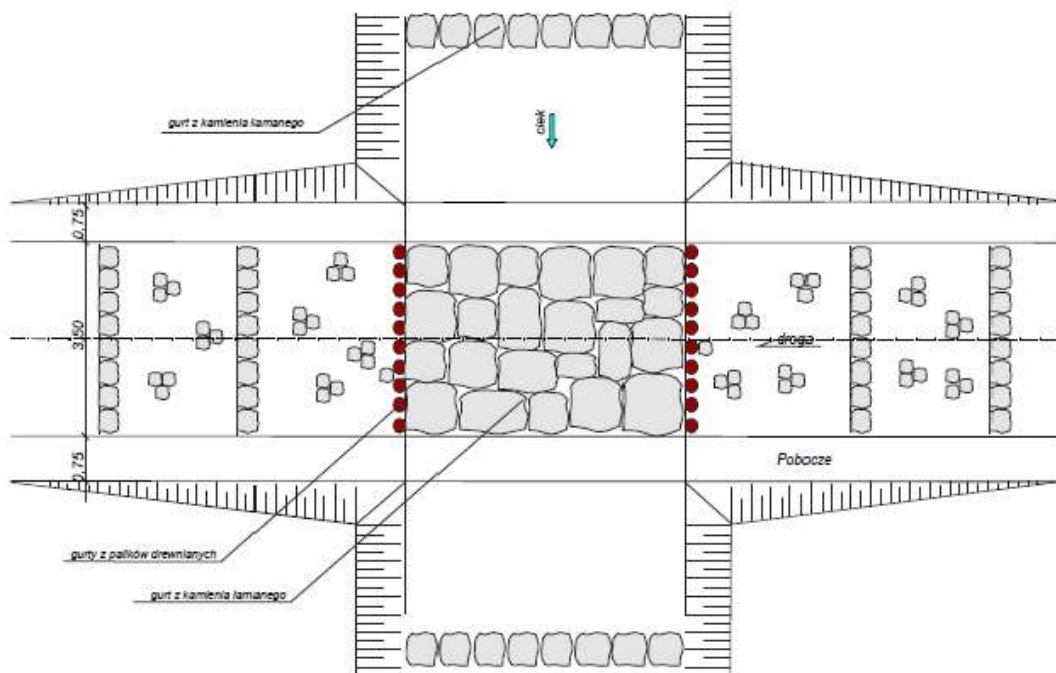 gurt z kamienia łamanego
ciek
0.75
3.50
droga
0.75
Pobocze
gurty z palików drewnianych
gurt z kamienia łamanego